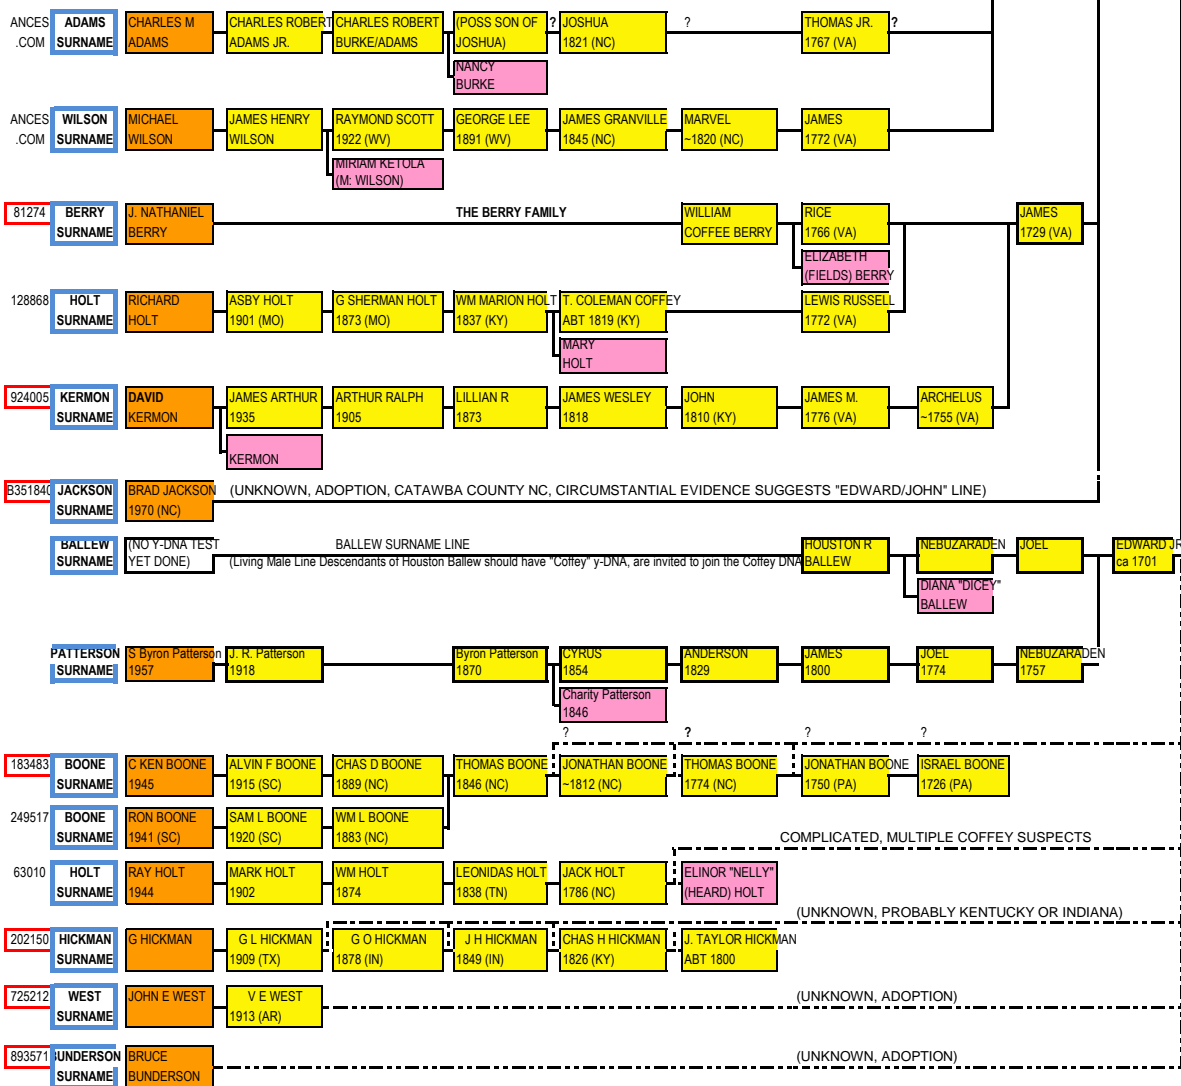 ANCES ADAMS CHARLES M CHARLES ROBERT CHARLES ROBERT (POSS SON OF ? JOSHUA ? THOMAS JR. ?
.COM SURNAME ADAMS ADAMS JR. BURKE/ADAMS JOSHUA) 1821 (NC) 1767 (VA)
NANCY
BURKE
ANCES WILSON MICHAEL JAMES HENRY RAYMOND SCOTT GEORGE LEE JAMES GRANVILLE MARVEL JAMES
.COM SURNAME WILSON WILSON 1922 (WV) 1891 (WV) 1845 (NC) ~1820 (NC) 1772 (VA)
MIRIAM KETOLA
(M: WILSON)
81274 BERRY J. NATHANIEL THE BERRY FAMILY WILLIAM RICE JAMES
SURNAME BERRY COFFEE BERRY 1766 (VA) 1729 (VA)
ELIZABETH
(FIELDS) BERRY
128868 HOLT RICHARD ASBY HOLT G SHERMAN HOLT WM MARION HOLT T. COLEMAN COFFEY LEWIS RUSSELL
SURNAME HOLT 1901 (MO) 1873 (MO) 1837 (KY) ABT 1819 (KY) 1772 (VA)
MARY
HOLT
924005 KERMON DAVID JAMES ARTHUR ARTHUR RALPH LILLIAN R JAMES WESLEY JOHN JAMES M. ARCHELUS
SURNAME KERMON 1935 1905 1873 1818 1810 (KY) 1776 (VA) ~1755 (VA)
KERMON
B351840 JACKSON BRAD JACKSON (UNKNOWN, ADOPTION, CATAWBA COUNTY NC, CIRCUMSTANTIAL EVIDENCE SUGGESTS "EDWARD/JOHN" LINE)
SURNAME 1970 (NC)
BALLEW (NO Y-DNA TEST BALLEW SURNAME LINE HOUSTON R NEBUZARADEN JOEL EDWARD JR
SURNAME YET DONE) (Living Male Line Descendants of Houston Ballew should have "Coffey" y-DNA, are invited to join the Coffey DNA BALLEW ca 1701
DIANA "DICEY"
BALLEW
PATTERSON S Byron Patterson J. R. Patterson Byron Patterson CYRUS ANDERSON JAMES JOEL NEBUZARADEN
SURNAME 1957 1918 1870 1854 1829 1800 1774 1757
Charity Patterson
1846
? ? ? ?
183483 BOONE C KEN BOONE ALVIN F BOONE CHAS D BOONE THOMAS BOONE JONATHAN BOONE THOMAS BOONE JONATHAN BOONE ISRAEL BOONE
SURNAME 1945 1915 (SC) 1889 (NC) 1846 (NC) ~1812 (NC) 1774 (NC) 1750 (PA) 1726 (PA)
249517 BOONE RON BOONE SAM L BOONE WM L BOONE
SURNAME 1941 (SC) 1920 (SC) 1883 (NC)
COMPLICATED, MULTIPLE COFFEY SUSPECTS
63010 HOLT RAY HOLT MARK HOLT WM HOLT LEONIDAS HOLT JACK HOLT ELINOR "NELLY"
SURNAME 1944 1902 1874 1838 (TN) 1786 (NC) (HEARD) HOLT
(UNKNOWN, PROBABLY KENTUCKY OR INDIANA)
202150 HICKMAN G HICKMAN G L HICKMAN G O HICKMAN J H HICKMAN CHAS H HICKMAN J. TAYLOR HICKMAN
SURNAME 1909 (TX) 1878 (IN) 1849 (IN) 1826 (KY) ABT 1800
725212 WEST JOHN E WEST V E WEST (UNKNOWN, ADOPTION)
SURNAME 1913 (AR)
893571 BUNDERSON BRUCE (UNKNOWN, ADOPTION)
SURNAME BUNDERSON